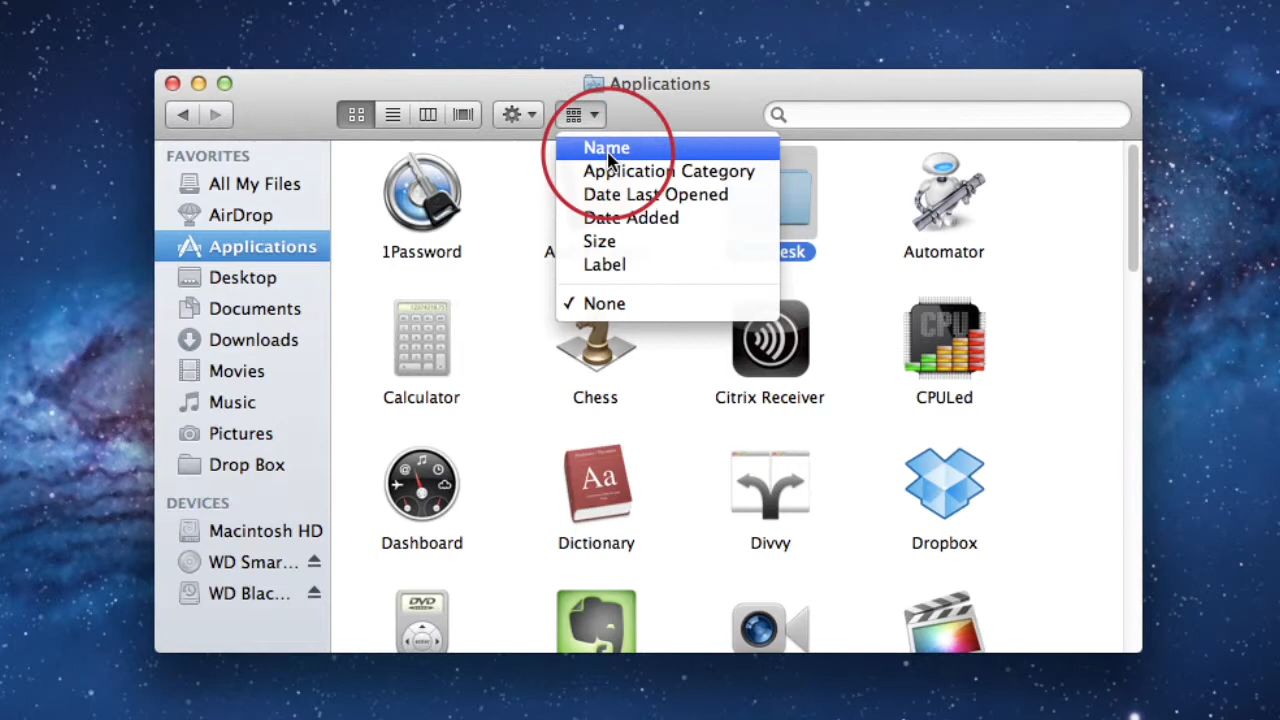 Applications
FAVORITES
All My Files
AirDrop
Applications
Desktop
Documents
Downloads
Movies
Music
Pictures
Drop Box
DEVICES
Macintosh HD
WD Smar...
WD Blac...
Name
Application Category
Date Last Opened
Date Added
Size
Label
✓ None
1Password
A
esk
Automator
Calculator
Chess
Citrix Receiver
CPU
CPULed
Dashboard
Aa
Dictionary
Divvy
Dropbox
DVD